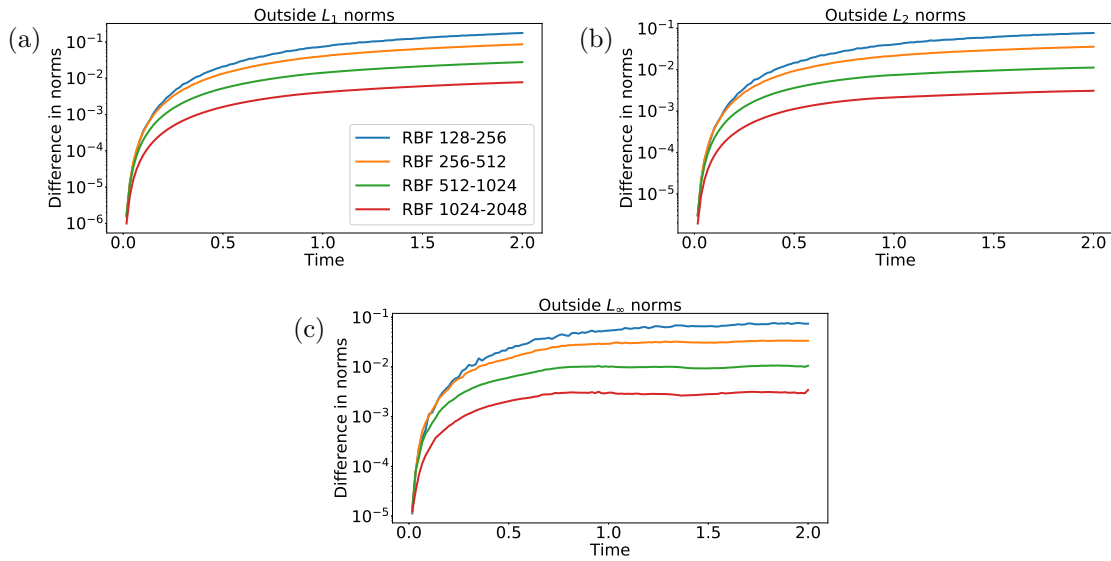 (a)
Outside $L_1$ norms
Difference in norms
10⁻¹
10⁻²
10⁻³
10⁻⁴
10⁻⁵
10⁻⁶
RBF 128-256
RBF 256-512
RBF 512-1024
RBF 1024-2048
0.0 0.5 1.0 1.5 2.0
Time
(b)
Outside $L_2$ norms
Difference in norms
10⁻¹
10⁻²
10⁻³
10⁻⁴
10⁻⁵
0.0 0.5 1.0 1.5 2.0
Time
(c)
Outside $L_\infty$ norms
Difference in norms
10⁻¹
10⁻²
10⁻³
10⁻⁴
10⁻⁵
0.0 0.5 1.0 1.5 2.0
Time